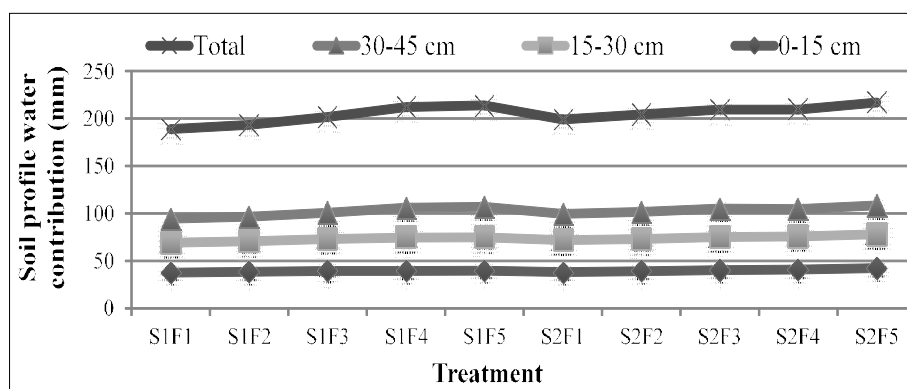 Total 30-45 cm 15-30 cm 0-15 cm
250
200
150
100
50
0
Soil profile water
contribution (mm)
S1F1 S1F2 S1F3 S1F4 S1F5 S2F1 S2F2 S2F3 S2F4 S2F5
Treatment